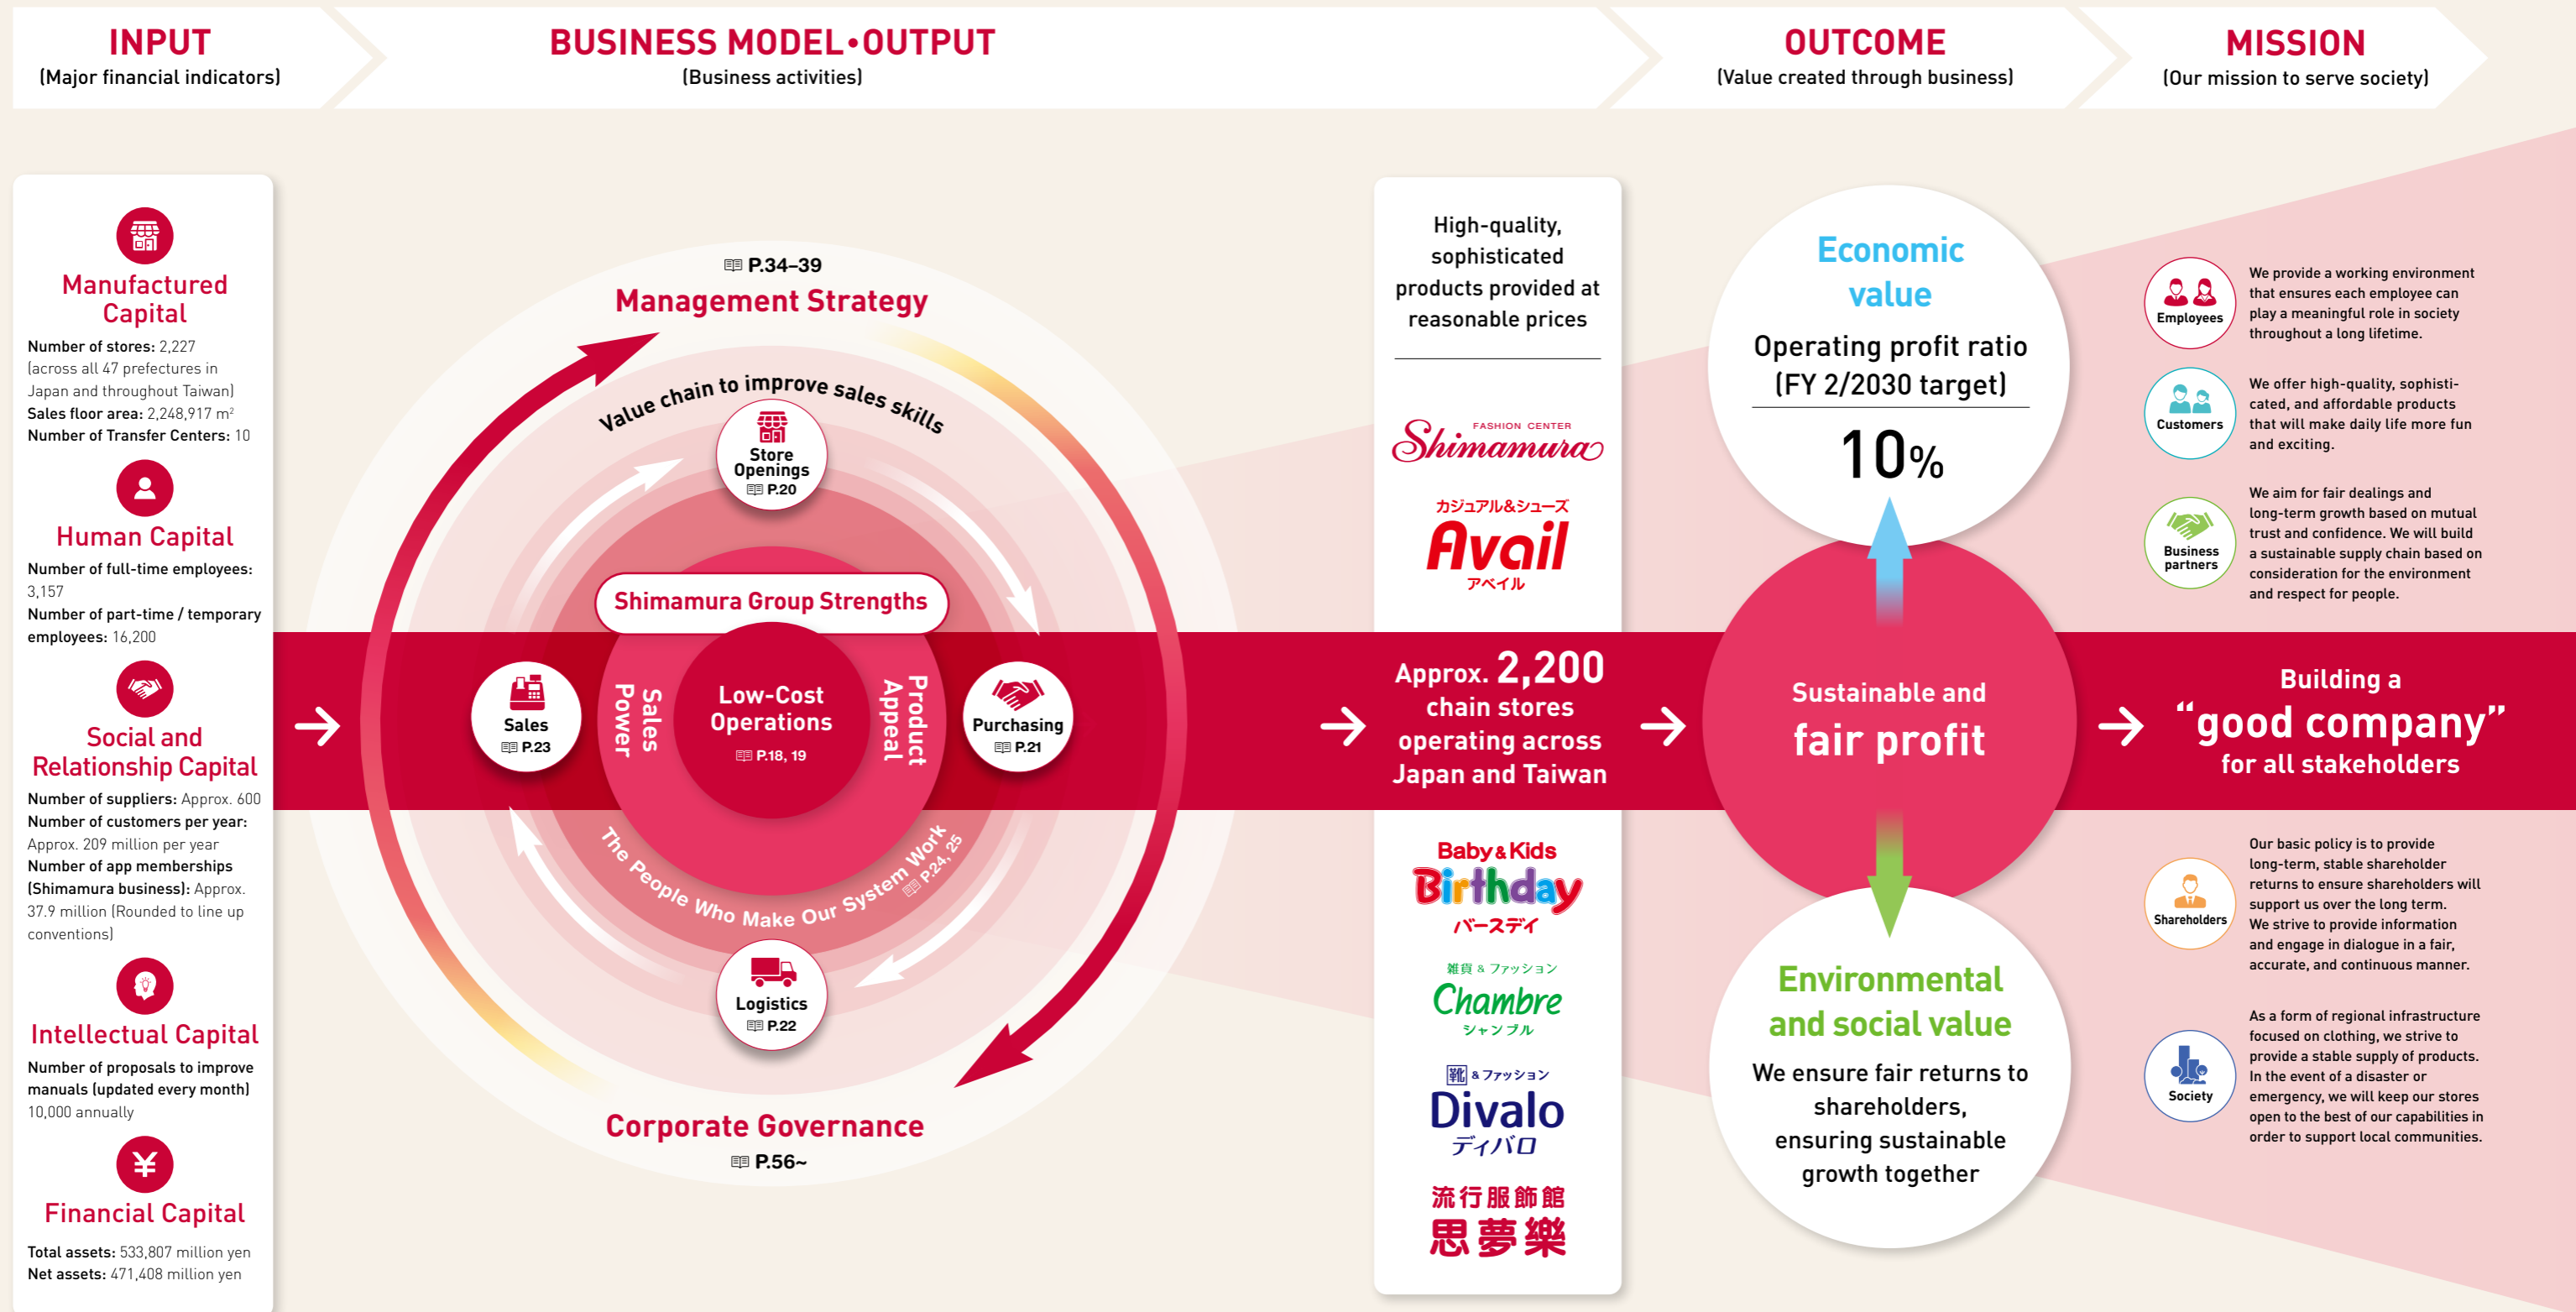 INPUT
(Major financial indicators)
BUSINESS MODEL•OUTPUT
(Business activities)
OUTCOME
(Value created through business)
MISSION
(Our mission to serve society)
Manufactured
Capital
Number of stores: 2,227
(across all 47 prefectures in
Japan and throughout Taiwan)
Sales floor area: 2,248,917 m²
Number of Transfer Centers: 10
Human Capital
Number of full-time employees:
3,157
Number of part-time / temporary
employees: 16,200
Social and
Relationship Capital
Number of suppliers: Approx. 600
Number of customers per year:
Approx. 209 million per year
Number of app memberships
(Shimamura business): Approx.
37.9 million (Rounded to line up
conventions)
Intellectual Capital
Number of proposals to improve
manuals (updated every month)
10,000 annually
¥
Financial Capital
Total assets: 533,807 million yen
Net assets: 471,408 million yen
P.34–39
Management Strategy
Value chain to improve sales skills
Store
Openings
P.20
Shimamura Group Strengths
Sales
P.23
Sales
Power
Low-Cost
Operations
P.18, 19
Product
Appeal
Purchasing
P.21
The People Who Make Our System Work
P.24, 25
Logistics
P.22
Corporate Governance
P.56~
High-quality,
sophisticated
products provided at
reasonable prices
FASHION CENTER
Shimamura
カジュアル&シューズ
Avail
アベイル
Approx. 2,200
chain stores
operating across
Japan and Taiwan
Baby & Kids
Birthday
バースデイ
雑貨 & ファッション
Chambre
シャンブル
靴 & ファッション
Divalo
ディバロ
流行服飾館
思夢樂
Economic
value
Operating profit ratio
(FY 2/2030 target)
10%
Sustainable and
fair profit
Environmental
and social value
We ensure fair returns to
shareholders,
ensuring sustainable
growth together
Employees
We provide a working environment
that ensures each employee can
play a meaningful role in society
throughout a long lifetime.
Customers
We offer high-quality, sophisti-
cated, and affordable products
that will make daily life more fun
and exciting.
Business
partners
We aim for fair dealings and
long-term growth based on mutual
trust and confidence. We will build
a sustainable supply chain based on
consideration for the environment
and respect for people.
Building a
“good company”
for all stakeholders
Shareholders
Our basic policy is to provide
long-term, stable shareholder
returns to ensure shareholders will
support us over the long term.
We strive to provide information
and engage in dialogue in a fair,
accurate, and continuous manner.
Society
As a form of regional infrastructure
focused on clothing, we strive to
provide a stable supply of products.
In the event of a disaster or
emergency, we will keep our stores
open to the best of our capabilities in
order to support local communities.